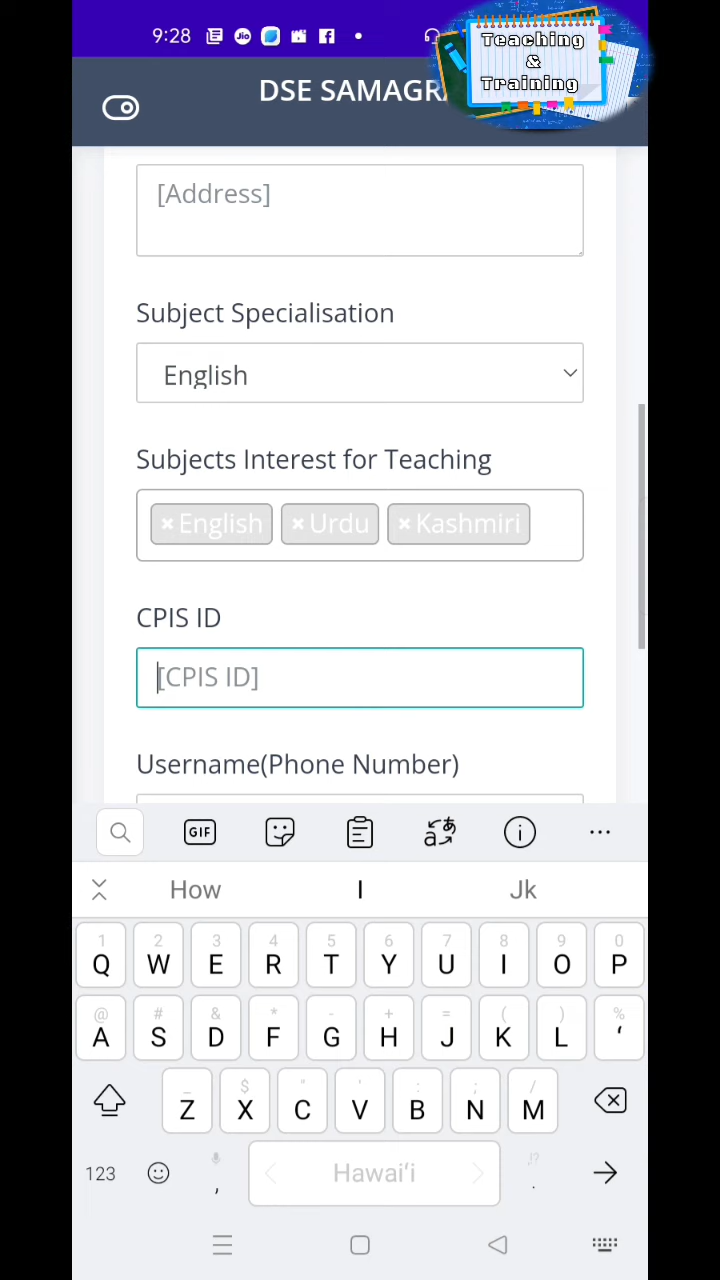 9:28
Jio
DSE SAMAGR
Teaching
&
Training
[Address]
Subject Specialisation
English
Subjects Interest for Teaching
× English × Urdu × Kashmiri
CPIS ID
[CPIS ID]
Username(Phone Number)
GIF
How I Jk
1 2 3 4 5 6 7 8 9 0
Q W E R T Y U I O P
@ # & * - + = ( ) %
A S D F G H J K L ʻ
_ $ " ' : ; /
Z X C V B N M
123 , Hawaiʻi !? .